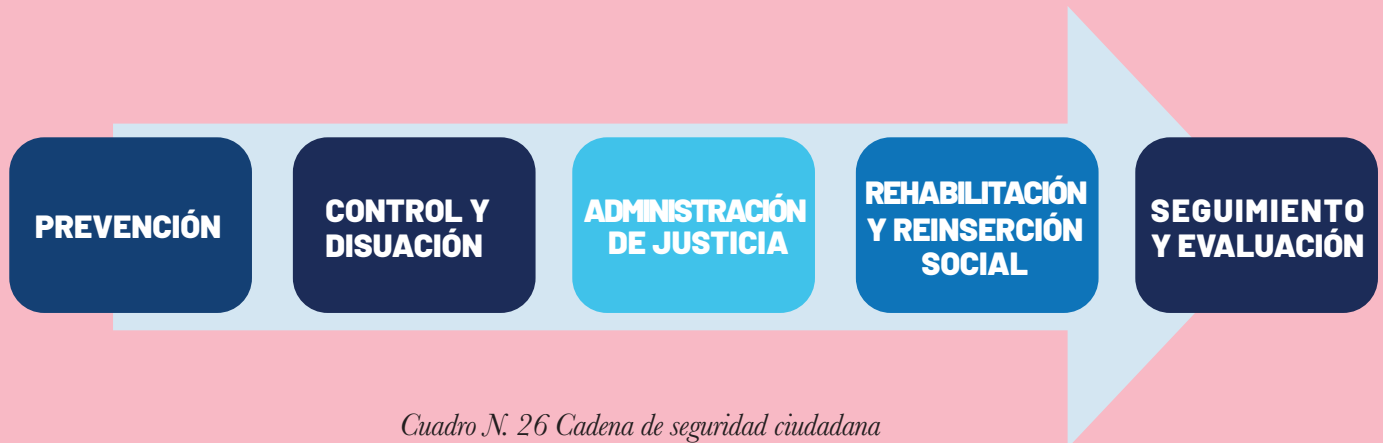 PREVENCIÓN
CONTROL Y
DISUACIÓN
ADMINISTRACIÓN
DE JUSTICIA
REHABILITACIÓN
Y REINSERCIÓN
SOCIAL
SEGUIMIENTO
Y EVALUACIÓN
Cuadro N. 26 Cadena de seguridad ciudadana